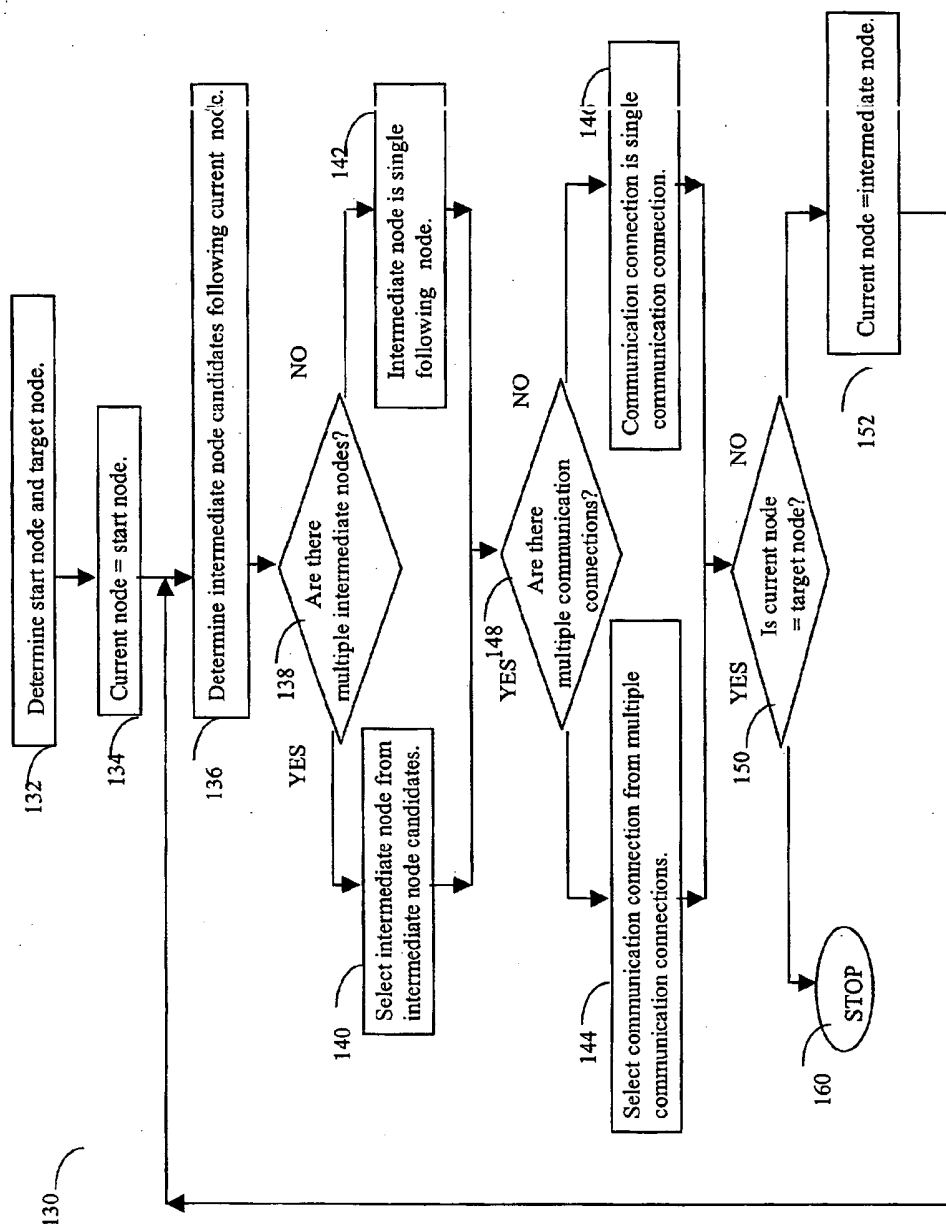 130
132
Determine start node and target node.
134
Current node = start node.
136
Determine intermediate node candidates following current node.
138
Are there
multiple intermediate nodes?
YES
NO
140
Select intermediate node from
intermediate node candidates.
142
Intermediate node is single
following node.
148
Are there
multiple communication
connections?
YES
NO
144
Select communication connection from multiple
communication connections.
146
Communication connection is single
communication connection.
150
Is current node
= target node?
YES
NO
160
STOP
152
Current node =intermediate node.